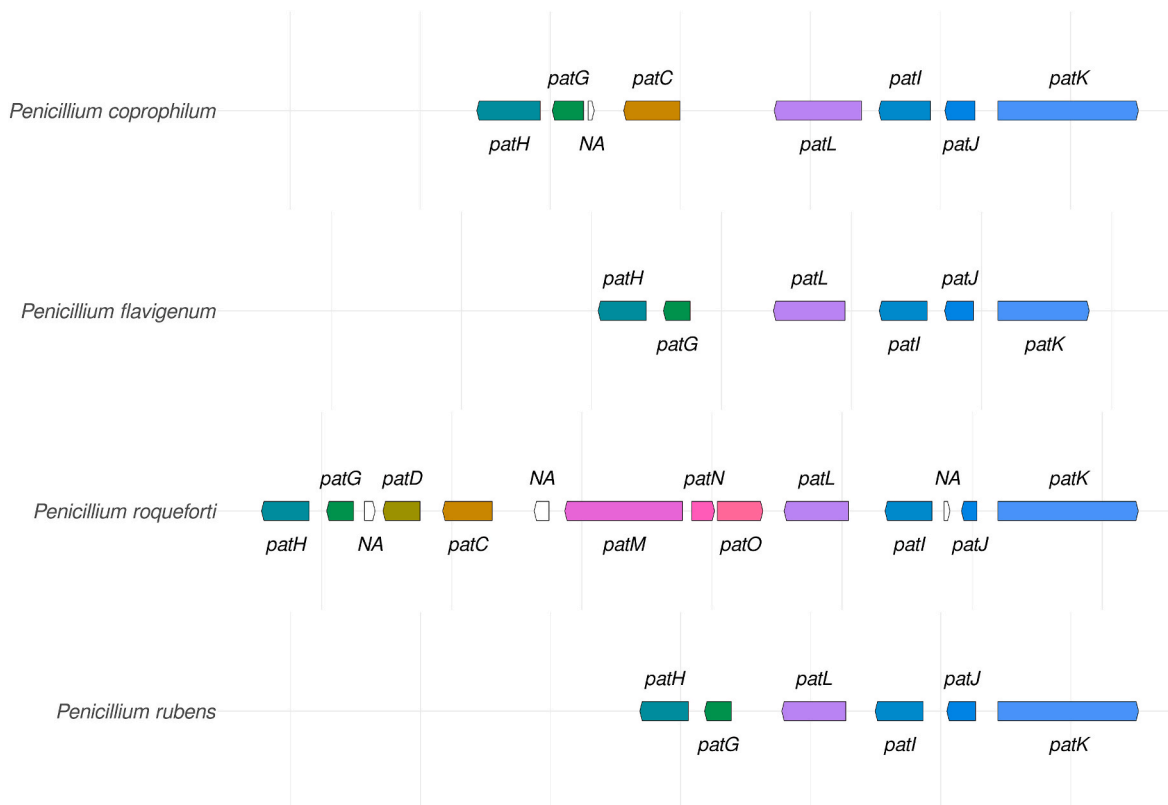 patG patC patI patK
Penicillium coprophilum
patH NA patL patJ
patH patL patJ
Penicillium flavigenum
patG patI patK
patG patD NA patN patL NA patK
Penicillium roqueforti
patH NA patC patM patO patI patJ
patH patL patJ
Penicillium rubens
patG patI patK